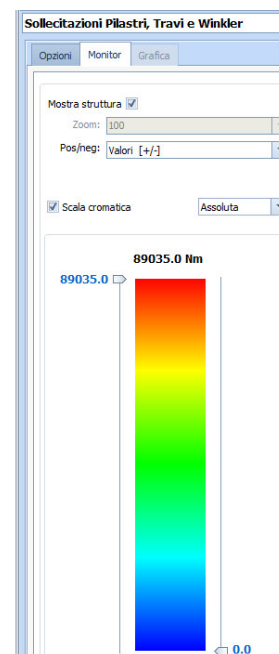 Sollecitazioni Pilastri, Travi e Winkler
Opzioni Monitor Grafica
Mostra struttura
Zoom: 100
Pos/neg: Valori [+/-]
Scala cromatica Assoluta
89035.0 Nm
89035.0
0.0